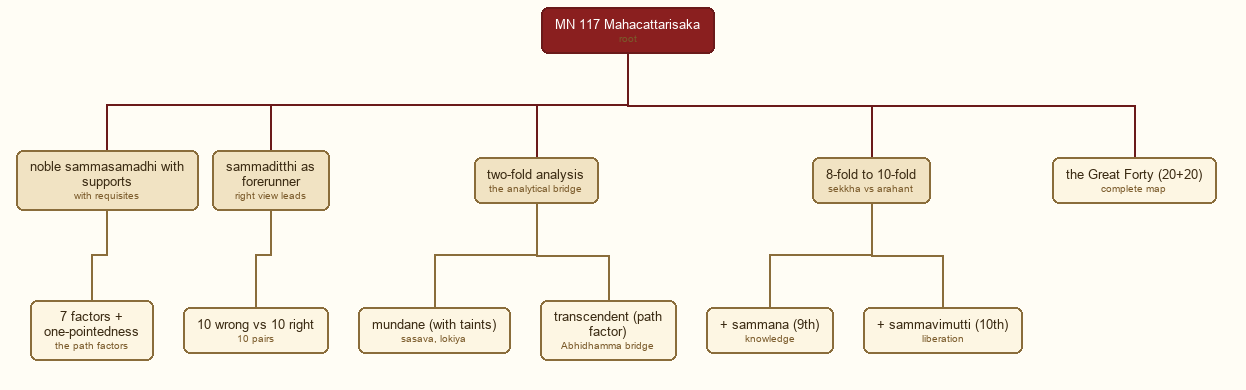 MN 117 Mahacattarisaka
root
noble sammasamadhi with
supports
with requisites
sammaditthi as
forerunner
right view leads
two-fold analysis
the analytical bridge
8-fold to 10-fold
sekkha vs arahant
the Great Forty (20+20)
complete map
7 factors +
one-pointedness
the path factors
10 wrong vs 10 right
10 pairs
mundane (with taints)
sasava, lokiya
transcendent (path
factor)
Abhidhamma bridge
+ sammana (9th)
knowledge
+ sammavimutti (10th)
liberation